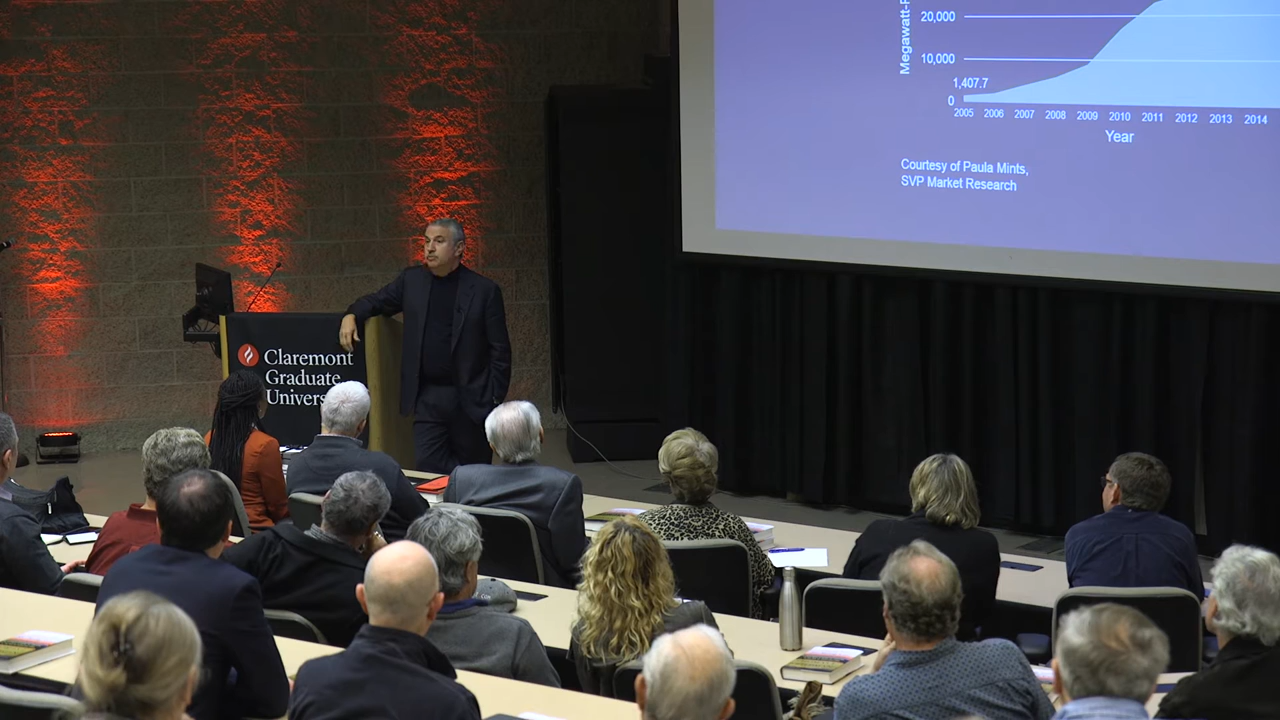 Claremont
Graduate
Univers
20,000
10,000
1,407.7
0
2005 2006 2007 2008 2009 2010 2011 2012 2013 2014
Year
Courtesy of Paula Mints,
SVP Market Research